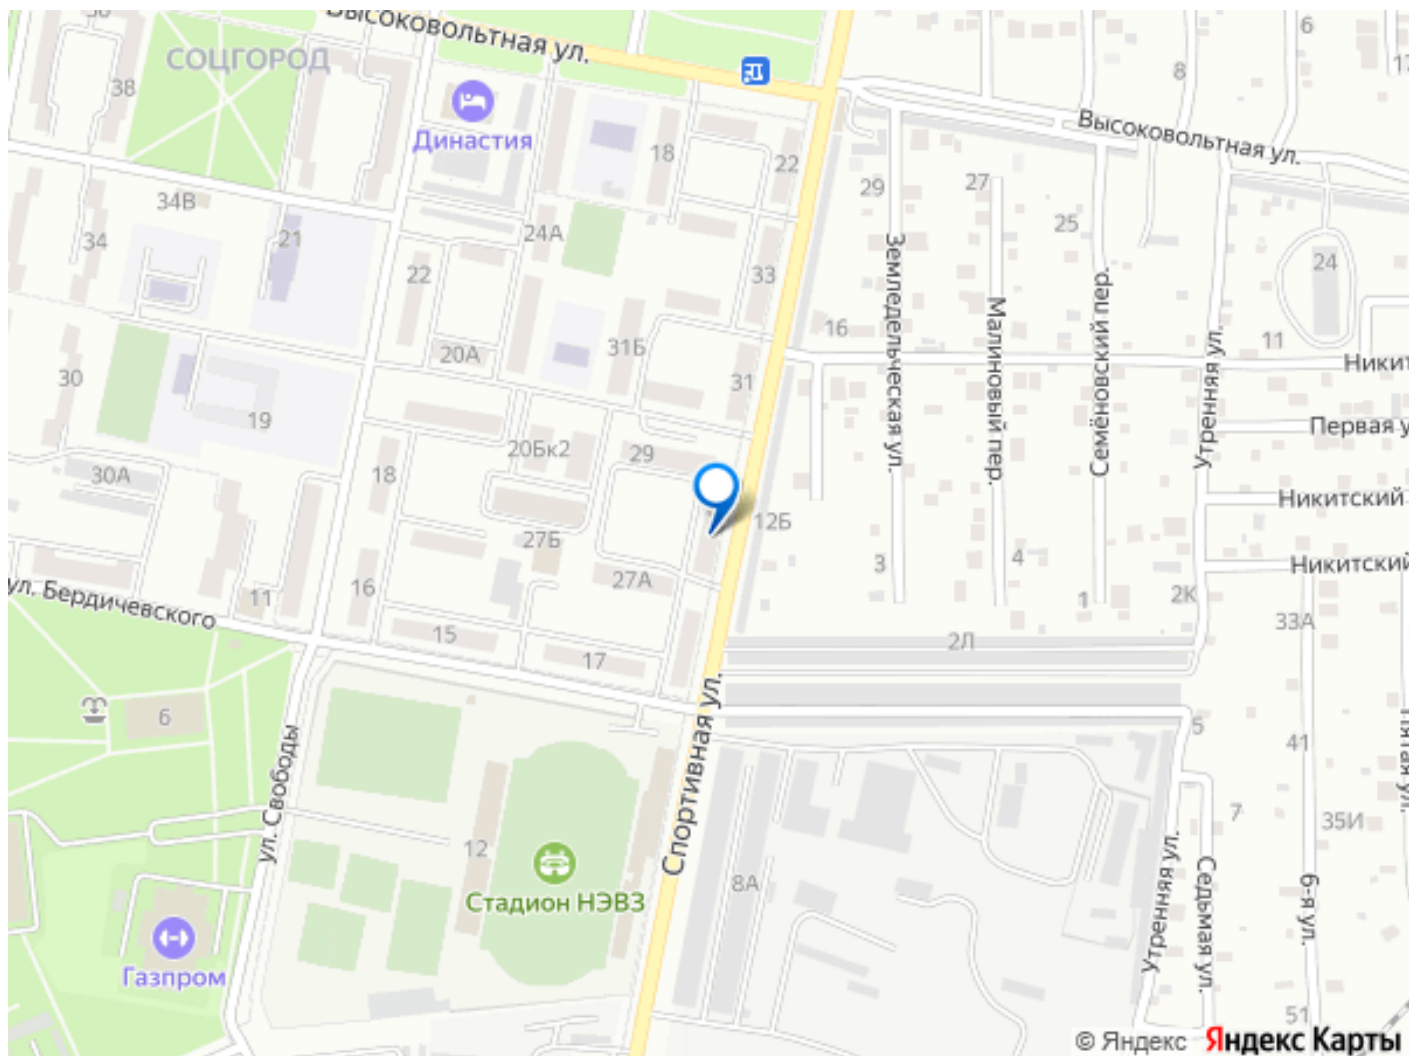 Высоковольтная ул.
6
СОЦГОРОД
8
38
Династия
Высоковольтная ул.
18
22
29
27
34В
25
24А
34
21
24
33
22
Земледельческая ул.
Малиновый пер.
Семёновский пер.
Утренняя ул.
16
11
31Б
20А
Никит
30
31
19
Первая у
20Бк2
29
18
30А
Никитский
12Б
27Б
3
4
Никитский
27А
16
1
2К
ул. Бердичевского
11
33А
15
2Л
17
6
5
Спортивная ул.
ул. Свободы
41
Пятая ул.
7
35И
12
8А
Стадион НЭВЗ
Утренняя ул.
Седьмая ул.
6-я ул.
Газпром
51
© Яндекс Яндекс Карты